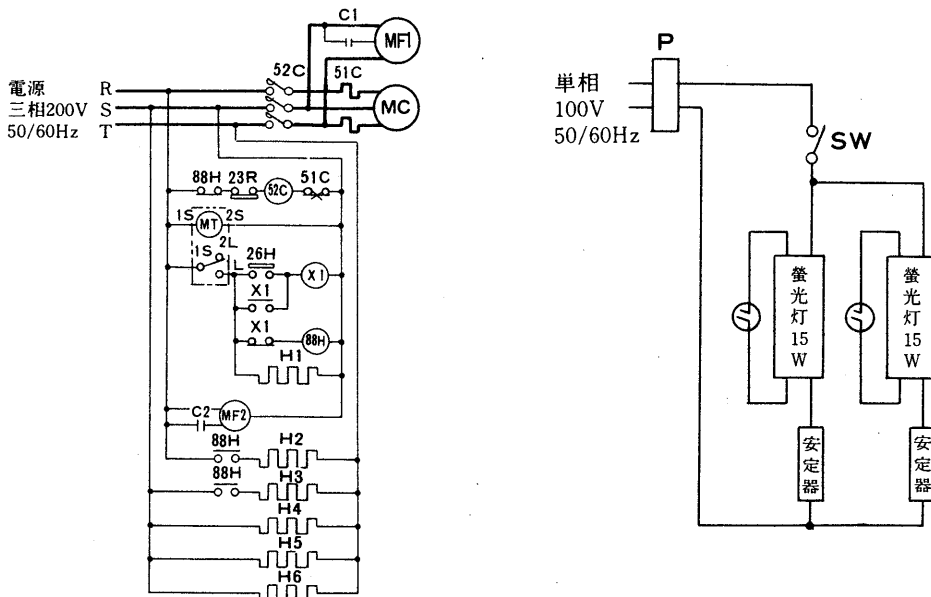 C1
MF1
52C
51C
MC
電源
三相200V
50/60Hz
R
S
T
88H
23R
52C
51C
1S
MT
2S
1S
2L
L
26H
X1
X1
X1
88H
H1
C2
MF2
88H
H2
88H
H3
H4
H5
H6
P
単相
100V
50/60Hz
SW
螢光灯15W
螢光灯15W
安定器
安定器